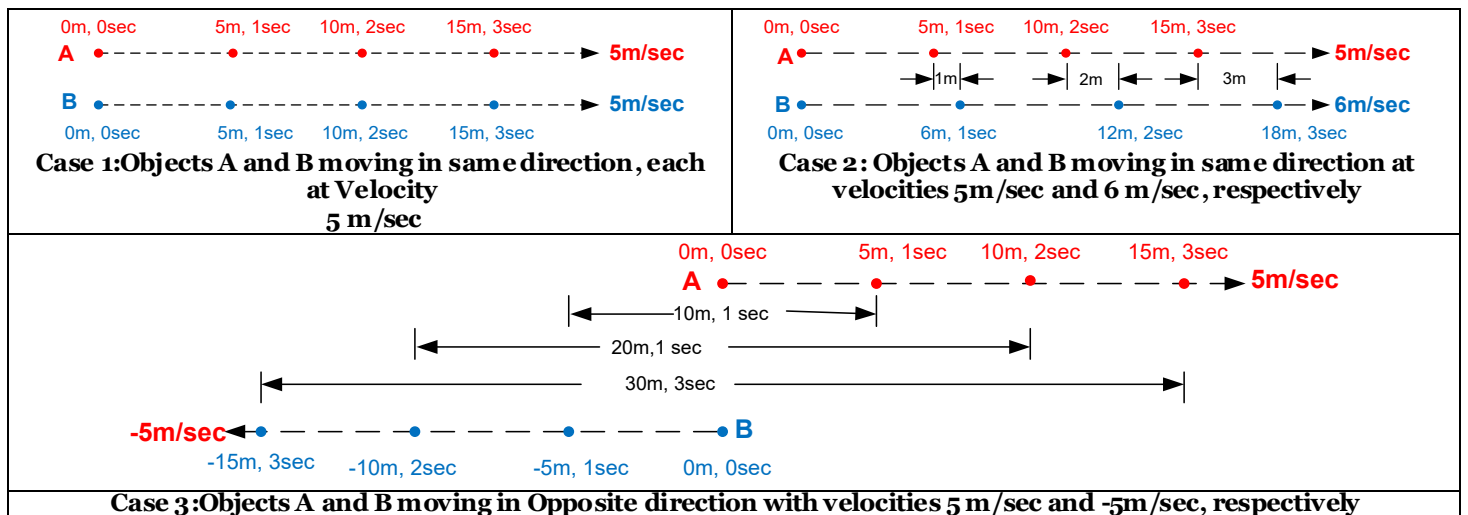 0m, 0sec 5m, 1sec 10m, 2sec 15m, 3sec
A 5m/sec
B 5m/sec
0m, 0sec 5m, 1sec 10m, 2sec 15m, 3sec
Case 1:Objects A and B moving in same direction, each
at Velocity
5 m/sec
0m, 0sec 5m, 1sec 10m, 2sec 15m, 3sec
A 5m/sec
1m 2m 3m
B 6m/sec
0m, 0sec 6m, 1sec 12m, 2sec 18m, 3sec
Case 2: Objects A and B moving in same direction at
velocities 5m/sec and 6 m/sec, respectively
0m, 0sec 5m, 1sec 10m, 2sec 15m, 3sec
A 5m/sec
10m, 1 sec
20m,1 sec
30m, 3sec
-5m/sec B
-15m, 3sec -10m, 2sec -5m, 1sec 0m, 0sec
Case 3:Objects A and B moving in Opposite direction with velocities 5 m/sec and -5m/sec, respectively